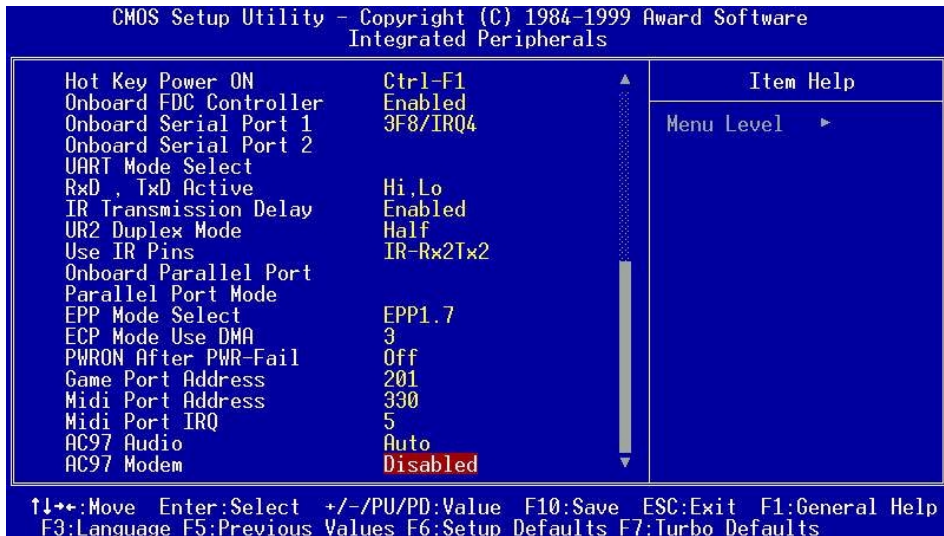 CMOS Setup Utility - Copyright (C) 1984-1999 Award Software
Integrated Peripherals
Hot Key Power ON Ctrl-F1
Onboard FDC Controller Enabled
Onboard Serial Port 1 3F8/IRQ4
Onboard Serial Port 2
UART Mode Select
RxD , TxD Active Hi,Lo
IR Transmission Delay Enabled
UR2 Duplex Mode Half
Use IR Pins IR-Rx2Tx2
Onboard Parallel Port
Parallel Port Mode
EPP Mode Select EPP1.7
ECP Mode Use DMA 3
PWRON After PWR-Fail Off
Game Port Address 201
Midi Port Address 330
Midi Port IRQ 5
AC97 Audio Auto
AC97 Modem Disabled
Item Help
Menu Level ►
↑↓→←:Move Enter:Select +/-/PU/PD:Value F10:Save ESC:Exit F1:General Help
F3:Language F5:Previous Values F6:Setup Defaults F7:Turbo Defaults